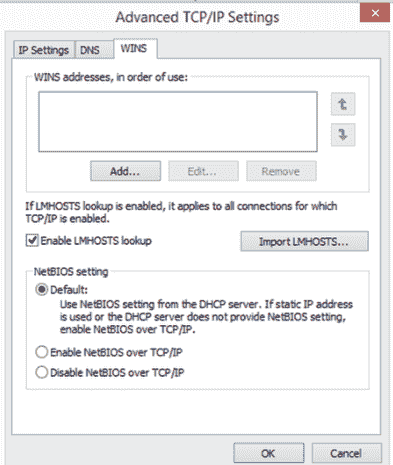 Advanced TCP/IP Settings
IP Settings DNS WINS
WINS addresses, in order of use:
Add... Edit... Remove
If LMHOSTS lookup is enabled, it applies to all connections for which
TCP/IP is enabled.
Enable LMHOSTS lookup Import LMHOSTS...
NetBIOS setting
Default:
Use NetBIOS setting from the DHCP server. If static IP address
is used or the DHCP server does not provide NetBIOS setting,
enable NetBIOS over TCP/IP.
Enable NetBIOS over TCP/IP
Disable NetBIOS over TCP/IP
OK Cancel